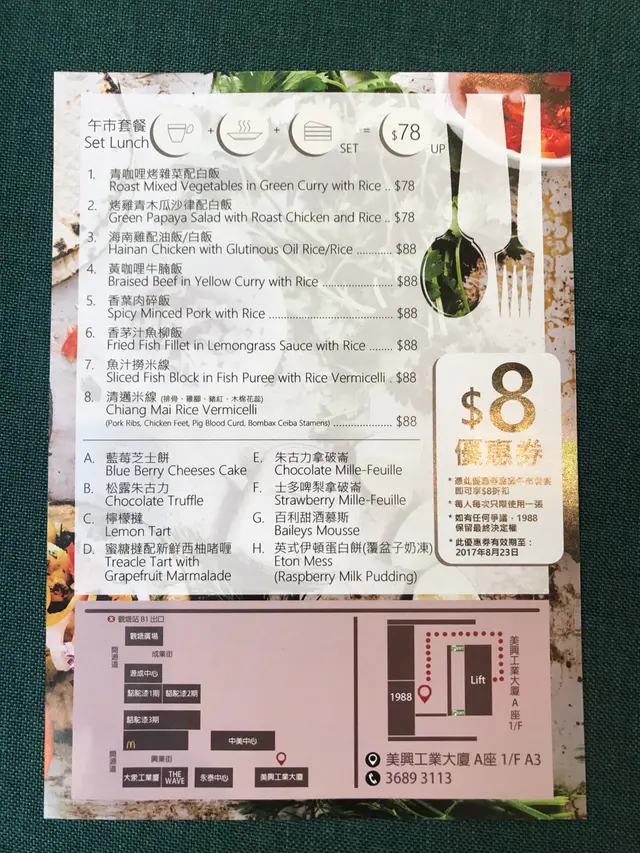 午市套餐
Set Lunch + + SET = $78 UP
1. 青咖哩烤雜菜配白飯
Roast Mixed Vegetables in Green Curry with Rice .. $78
2. 烤雞青木瓜沙律配白飯
Green Papaya Salad with Roast Chicken and Rice .. $78
3. 海南雞配油飯/白飯
Hainan Chicken with Glutinous Oil Rice/Rice ............. $88
4. 黃咖哩牛腩飯
Braised Beef in Yellow Curry with Rice .................... $88
5. 香葉肉碎飯
Spicy Minced Pork with Rice ................................ $88
6. 香茅汁魚柳飯
Fried Fish Fillet in Lemongrass Sauce with Rice ........ $88
7. 魚汁撈米線
Sliced Fish Block in Fish Puree with Rice Vermicelli . $88
8. 清邁米線 (排骨、雞腳、豬紅、木棉花蕊)
Chiang Mai Rice Vermicelli
(Pork Ribs, Chicken Feet, Pig Blood Curd, Bombax Ceiba Stamens) .................. $88
A. 藍莓芝士餅
Blue Berry Cheeses Cake
B. 松露朱古力
Chocolate Truffle
C. 檸檬撻
Lemon Tart
D. 蜜糖撻配新鮮西柚啫喱
Treacle Tart with
Grapefruit Marmalade
E. 朱古力拿破崙
Chocolate Mille-Feuille
F. 士多啤梨拿破崙
Strawberry Mille-Feuille
G. 百利甜酒慕斯
Baileys Mousse
H. 英式伊頓蛋白餅(覆盆子奶凍)
Eton Mess
(Raspberry Milk Pudding)
$8
優惠券
即可享$8折扣
* 每人每次只限使用一張
* 如有任何爭議，1988
保留最終決定權
* 此優惠券有效期至：
2017年8月23日
觀塘站 B1 出口
觀塘廣場
開源道
成業街
源成中心
駱駝漆1期
駱駝漆2期
駱駝漆3期
中美中心
開源道
興業街
大家工業廈
THE WAVE
永泰中心
美興工業大廈
1988
Lift
美興工業大廈 A座 1/F
美興工業大廈 A座 1/F A3
3689 3113